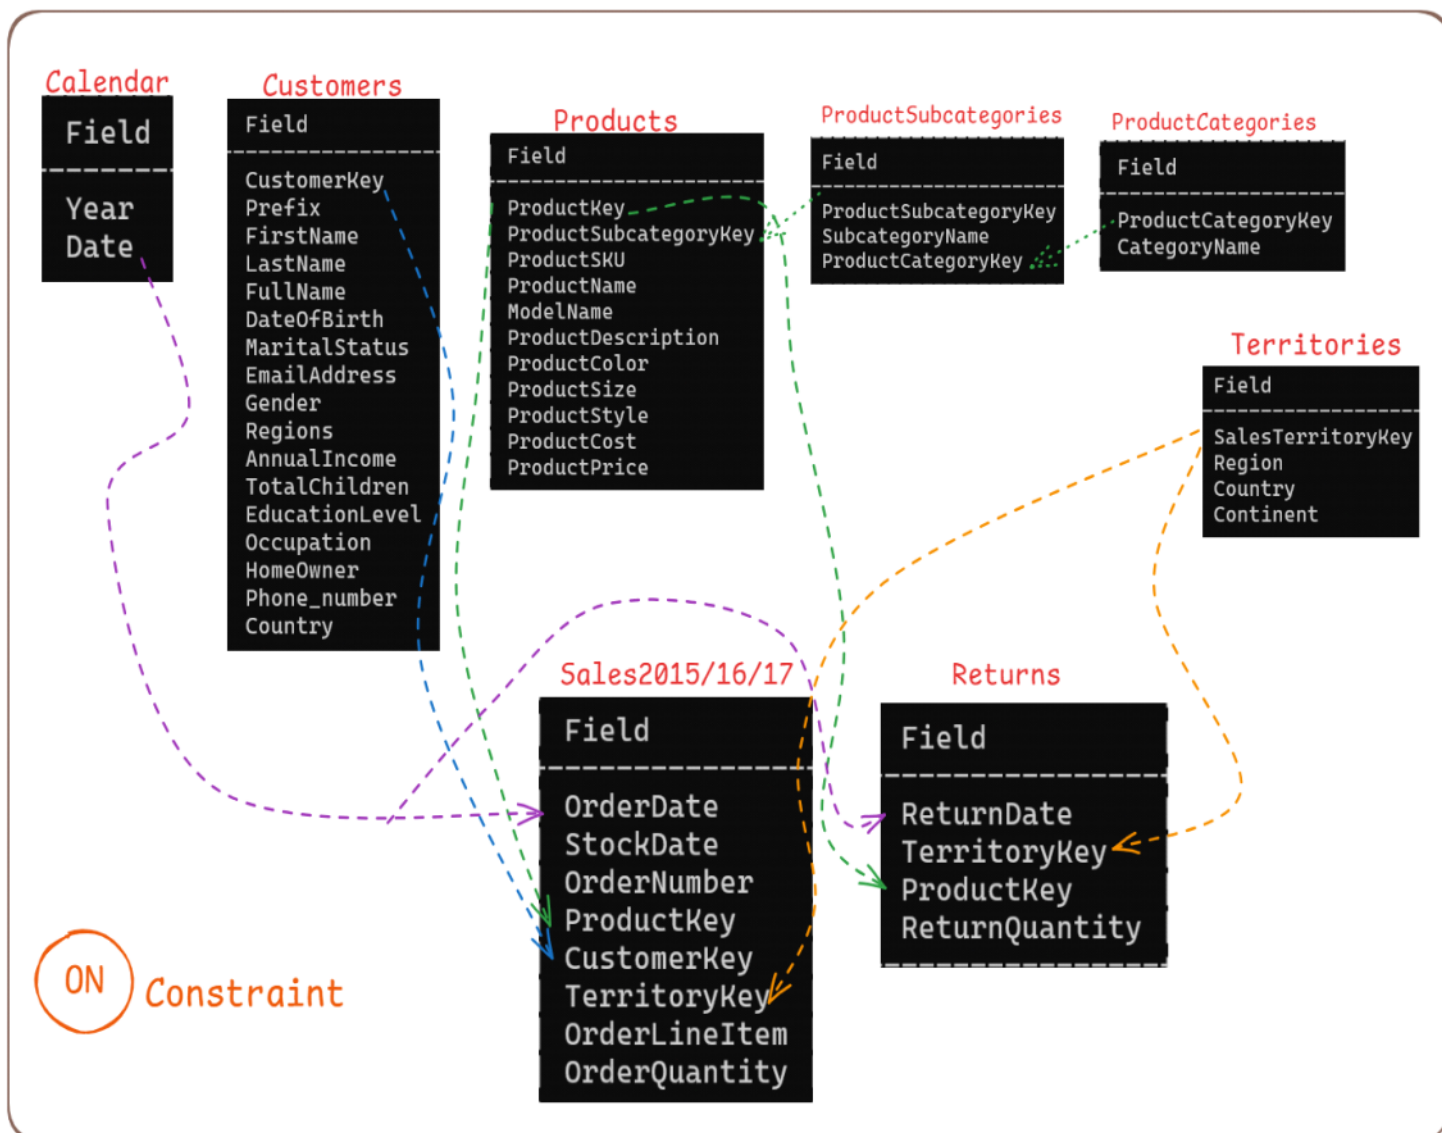 Calendar
Field
Year
Date
Customers
Field
CustomerKey
Prefix
FirstName
LastName
FullName
DateOfBirth
MaritalStatus
EmailAddress
Gender
Regions
AnnualIncome
TotalChildren
EducationLevel
Occupation
HomeOwner
Phone_number
Country
Products
Field
ProductKey
ProductSubcategoryKey
ProductSKU
ProductName
ModelName
ProductDescription
ProductColor
ProductSize
ProductStyle
ProductCost
ProductPrice
ProductSubcategories
Field
ProductSubcategoryKey
SubcategoryName
ProductCategoryKey
ProductCategories
Field
ProductCategoryKey
CategoryName
Territories
Field
SalesTerritoryKey
Region
Country
Continent
Sales2015/16/17
Field
OrderDate
StockDate
OrderNumber
ProductKey
CustomerKey
TerritoryKey
OrderLineItem
OrderQuantity
Returns
Field
ReturnDate
TerritoryKey
ProductKey
ReturnQuantity
ON Constraint